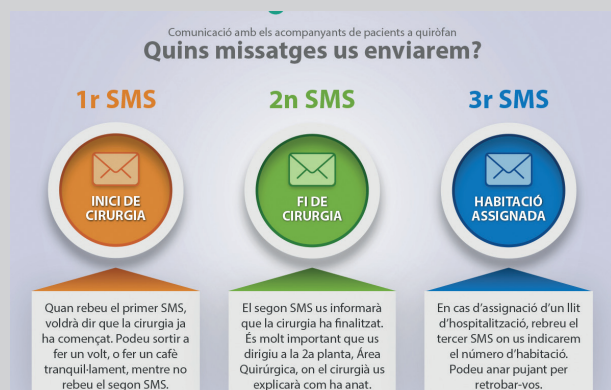 Comunicació amb els acompanyants de pacients a quiròfan
Quins missatges us enviarem?
1r SMS
INICI DE
CIRURGIA
Quan rebeu el primer SMS,
voldrà dir que la cirurgia ja
ha començat. Podeu sortir a
fer un volt, o fer un cafè
tranquil·lament, mentre no
rebeu el segon SMS.
2n SMS
FI DE
CIRURGIA
El segon SMS us informarà
que la cirurgia ha finalitzat.
És molt important que us
dirigiu a la 2a planta, Área
Quirúrgica, on el cirurgià us
explicarà com ha anat.
3r SMS
HABITACIÓ
ASSIGNADA
En cas d'assignació d'un llit
d'hospitalització, rebreu el
tercer SMS on us indicarem
el número d'habitació.
Podeu anar pujant per
retrobar-vos.